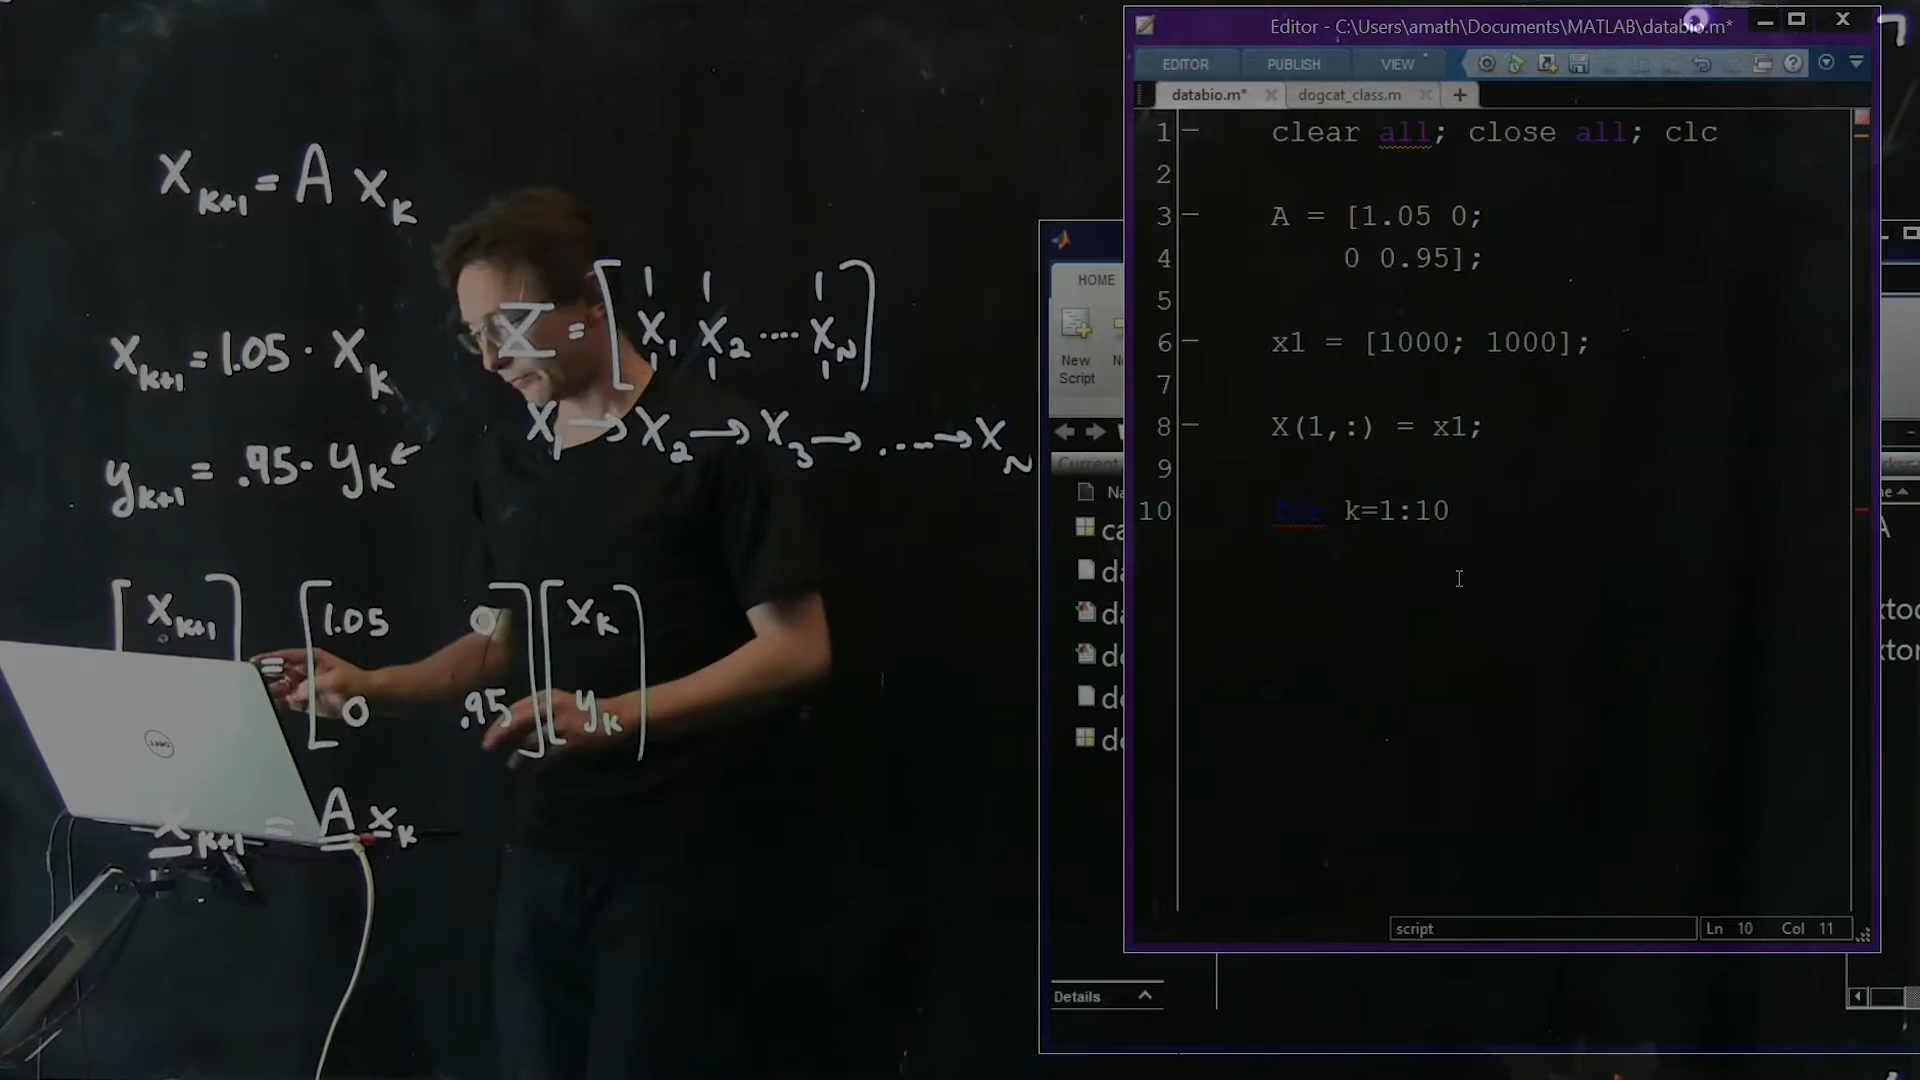 x_{k+1} = A x_k
x_{k+1} = 1.05 · x_k
y_{k+1} = .95 · y_k ←
X = [x_1 x_2 .... x_N]
x_1 → x_2 → x_3 → .... → x_N
[x_{k+1}] = [1.05 0] [x_k]
[0 .95] [y_k]
x_{k+1} = A x_k
DELL
Editor - C:\Users\amath\Documents\MATLAB\databio.m*
EDITOR PUBLISH VIEW
databio.m* dogcat_class.m +
1 clear all; close all; clc
2
3 A = [1.05 0;
4 0 0.95];
5
6 x1 = [1000; 1000];
7
8 X(1,:) = x1;
9
10 for k=1:10
script Ln 10 Col 11
HOME
New
Script
Details